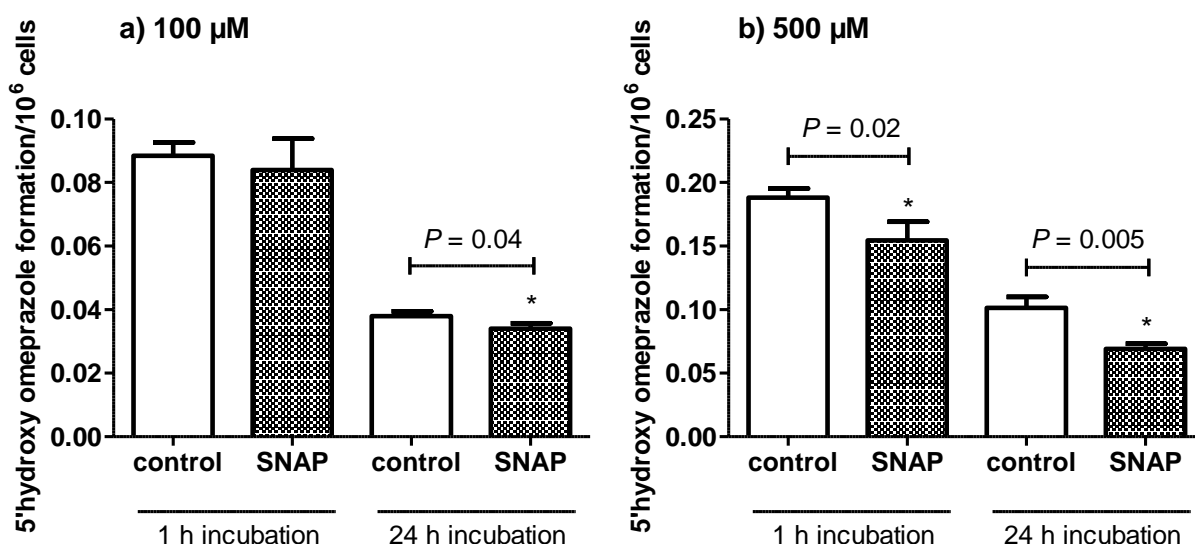 a) 100 µM
5'hydroxy omeprazole formation/10⁶ cells
0.10
0.08
0.06
0.04
0.02
0.00
P = 0.04
*
control SNAP control SNAP
1 h incubation 24 h incubation
b) 500 µM
5'hydroxy omeprazole formation/10⁶ cells
0.25
0.20
0.15
0.10
0.05
0.00
P = 0.02
*
P = 0.005
*
control SNAP control SNAP
1 h incubation 24 h incubation